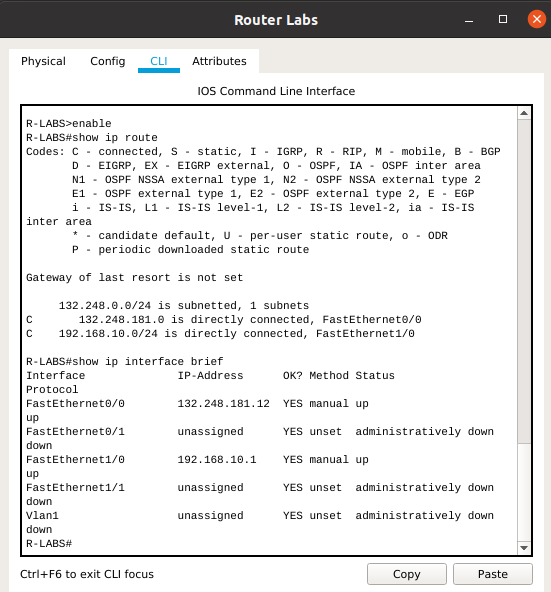 Router Labs
Physical Config CLI Attributes
IOS Command Line Interface
R-LABS>enable
R-LABS#show ip route
Codes: C - connected, S - static, I - IGRP, R - RIP, M - mobile, B - BGP
       D - EIGRP, EX - EIGRP external, O - OSPF, IA - OSPF inter area
       N1 - OSPF NSSA external type 1, N2 - OSPF NSSA external type 2
       E1 - OSPF external type 1, E2 - OSPF external type 2, E - EGP
       i - IS-IS, L1 - IS-IS level-1, L2 - IS-IS level-2, ia - IS-IS
inter area
       * - candidate default, U - per-user static route, o - ODR
       P - periodic downloaded static route
Gateway of last resort is not set
     132.248.0.0/24 is subnetted, 1 subnets
C       132.248.181.0 is directly connected, FastEthernet0/0
C    192.168.10.0/24 is directly connected, FastEthernet1/0
R-LABS#show ip interface brief
Interface              IP-Address      OK? Method Status
Protocol
FastEthernet0/0        132.248.181.12  YES manual up
up
FastEthernet0/1        unassigned      YES unset  administratively down
down
FastEthernet1/0        192.168.10.1    YES manual up
up
FastEthernet1/1        unassigned      YES unset  administratively down
down
Vlan1                  unassigned      YES unset  administratively down
down
R-LABS#
Ctrl+F6 to exit CLI focus Copy Paste